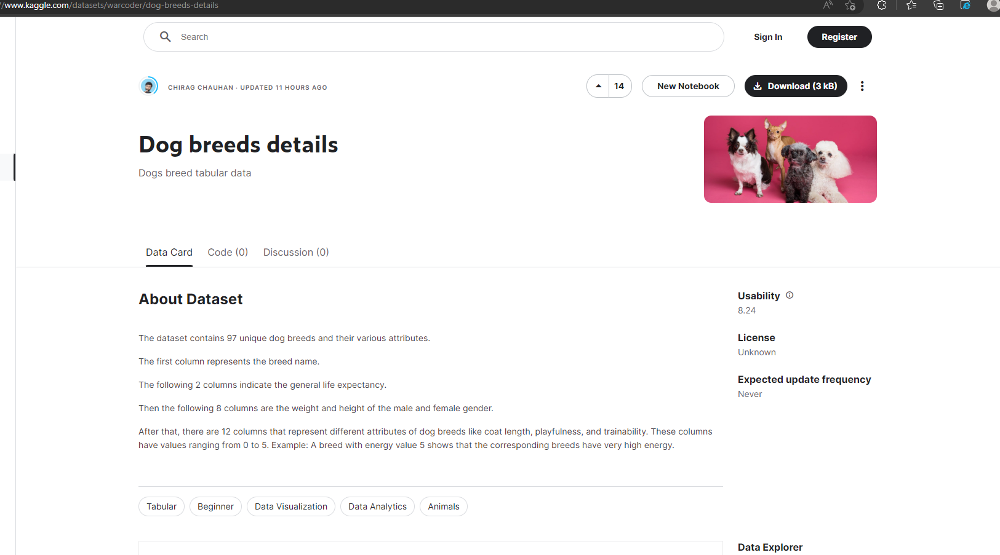 /www.kaggle.com/datasets/warcoder/dog-breeds-details
Search
Sign In
Register
CHIRAG CHAUHAN · UPDATED 11 HOURS AGO
14
New Notebook
Download (3 kB)
Dog breeds details
Dogs breed tabular data
Data Card
Code (0)
Discussion (0)
About Dataset
The dataset contains 97 unique dog breeds and their various attributes.
The first column represents the breed name.
The following 2 columns indicate the general life expectancy.
Then the following 8 columns are the weight and height of the male and female gender.
After that, there are 12 columns that represent different attributes of dog breeds like coat length, playfulness, and trainability. These columns
have values ranging from 0 to 5. Example: A breed with energy value 5 shows that the corresponding breeds have very high energy.
Usability
8.24
License
Unknown
Expected update frequency
Never
Tabular
Beginner
Data Visualization
Data Analytics
Animals
Data Explorer